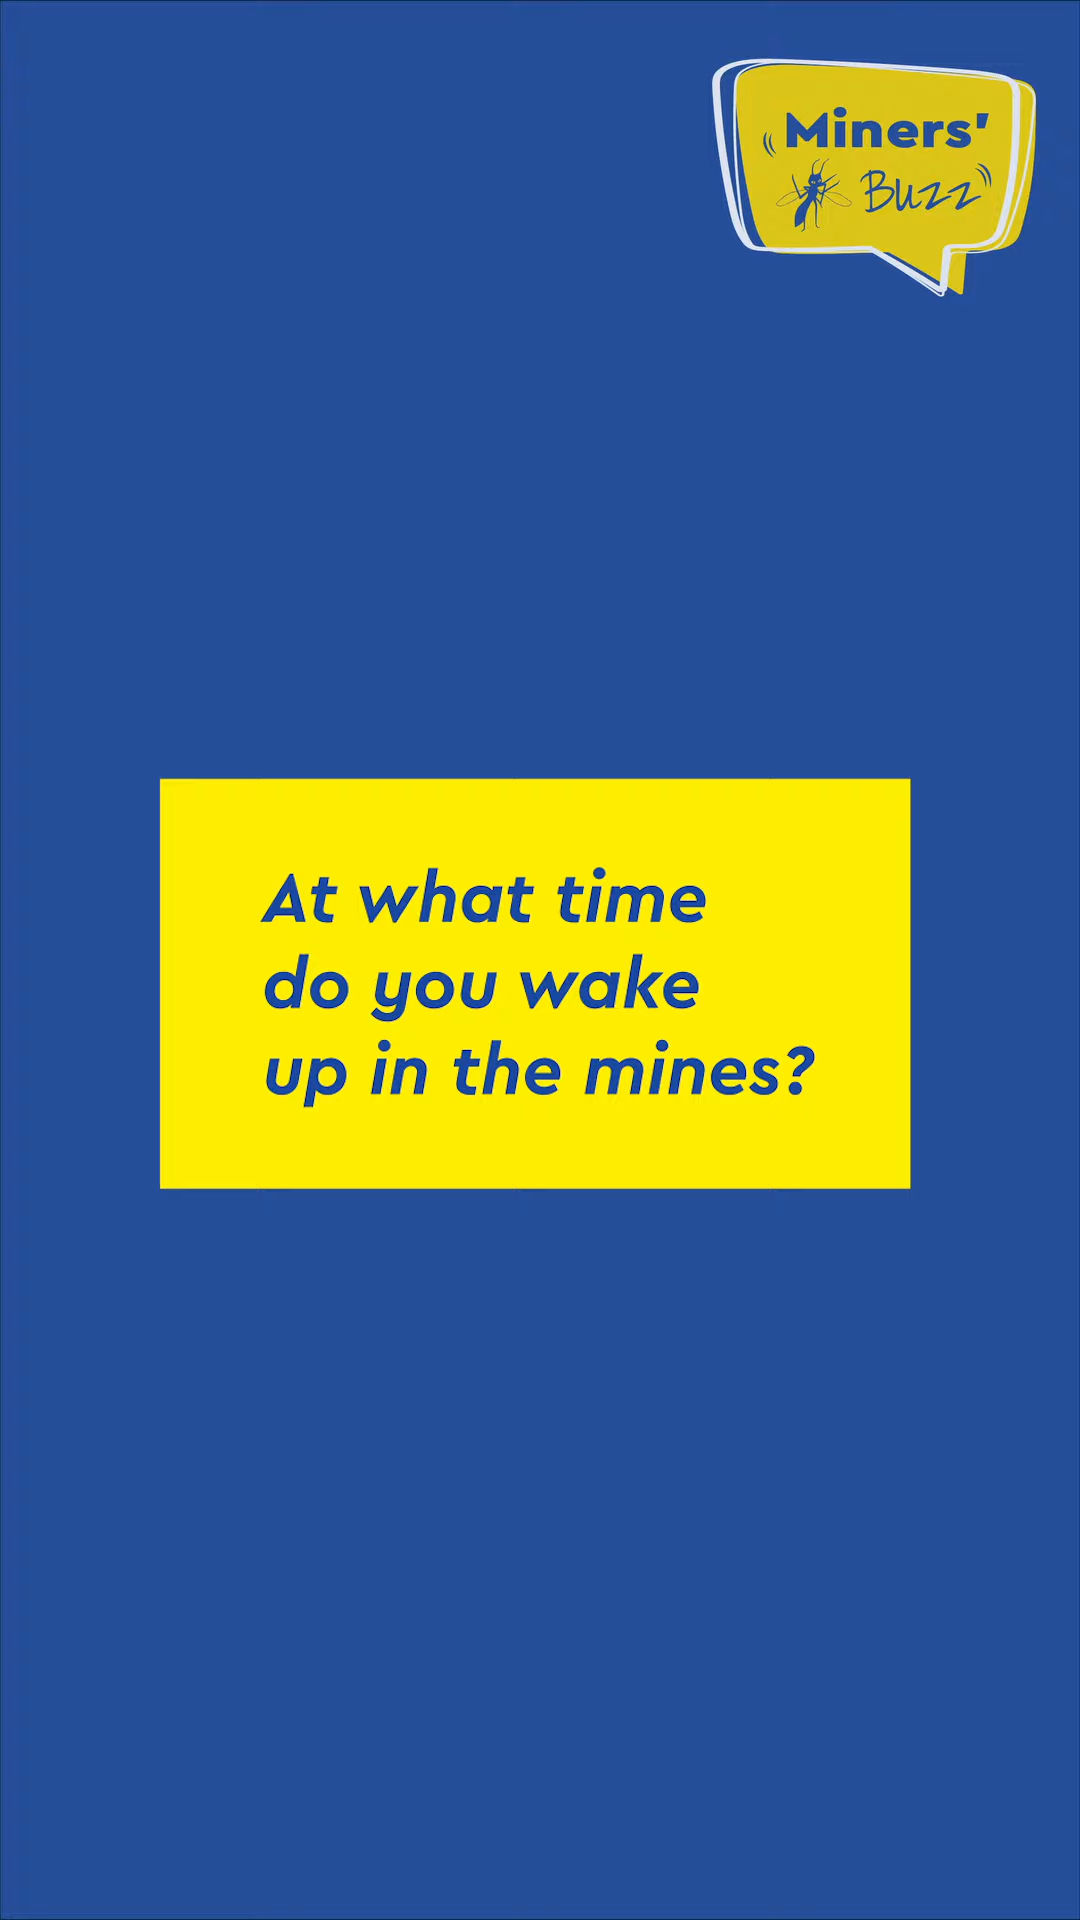 Miners'
Buzz
At what time
do you wake
up in the mines?